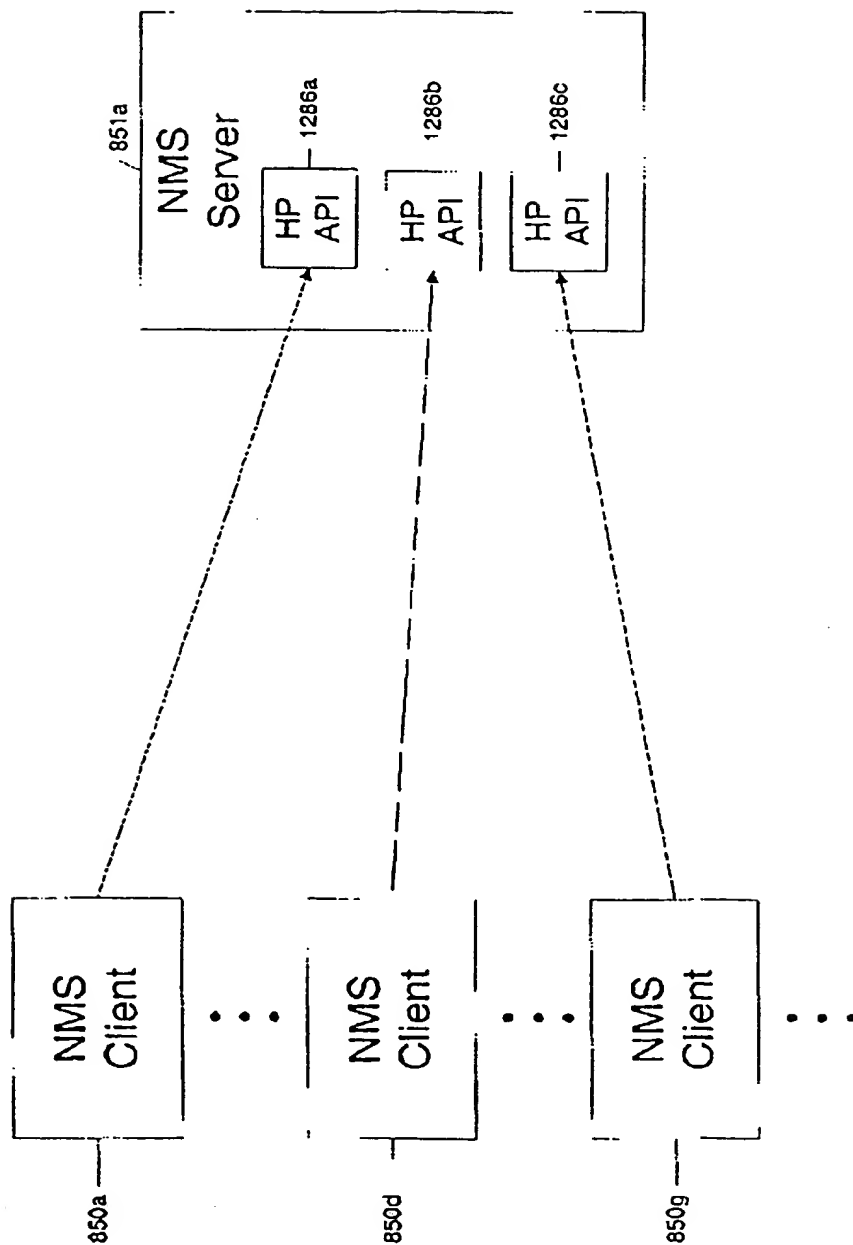 851a
NMS
Server
HP
API
1286a
HP
API
1286b
HP
API
1286c
NMS
Client
850a
NMS
Client
850d
NMS
Client
850g